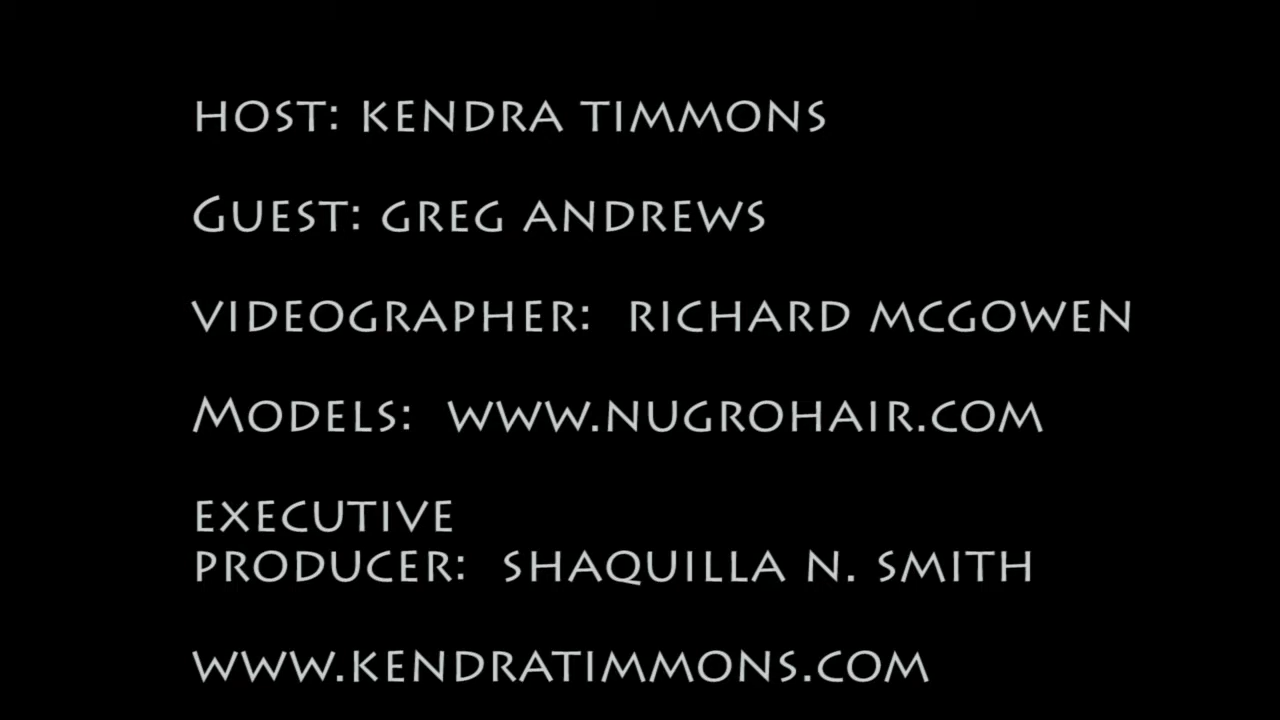 HOST: KENDRA TIMMONS
GUEST: GREG ANDREWS
VIDEOGRAPHER: RICHARD MCGOWEN
MODELS: WWW.NUGROHAIR.COM
EXECUTIVE
PRODUCER: SHAQUILLA N. SMITH
WWW.KENDRATIMMONS.COM